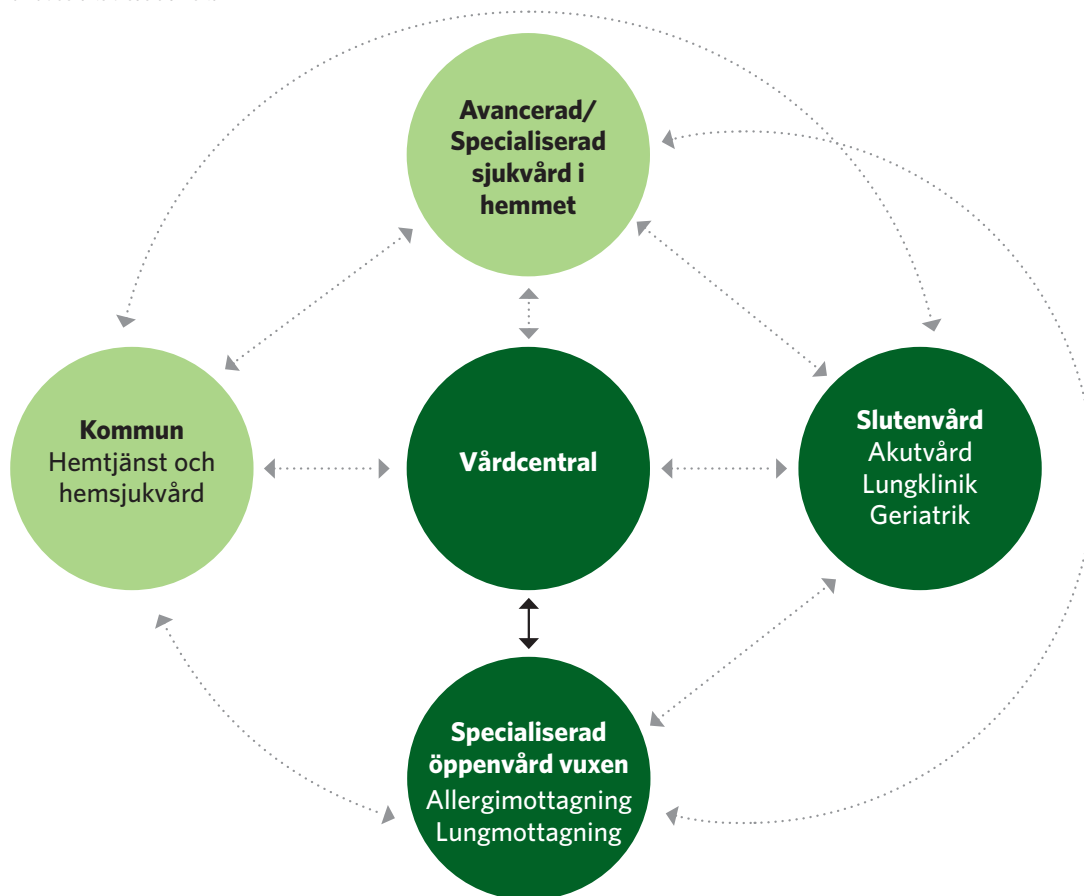 Avancerad/
Specialiserad
sjukvård i
hemmet
Kommun
Hemtjänst och
hemsjukvård
Vårdcentral
Slutenvård
Akutvård
Lungklinik
Geriatrik
Specialiserad
öppenvård vuxen
Allergimottagning
Lungmottagning